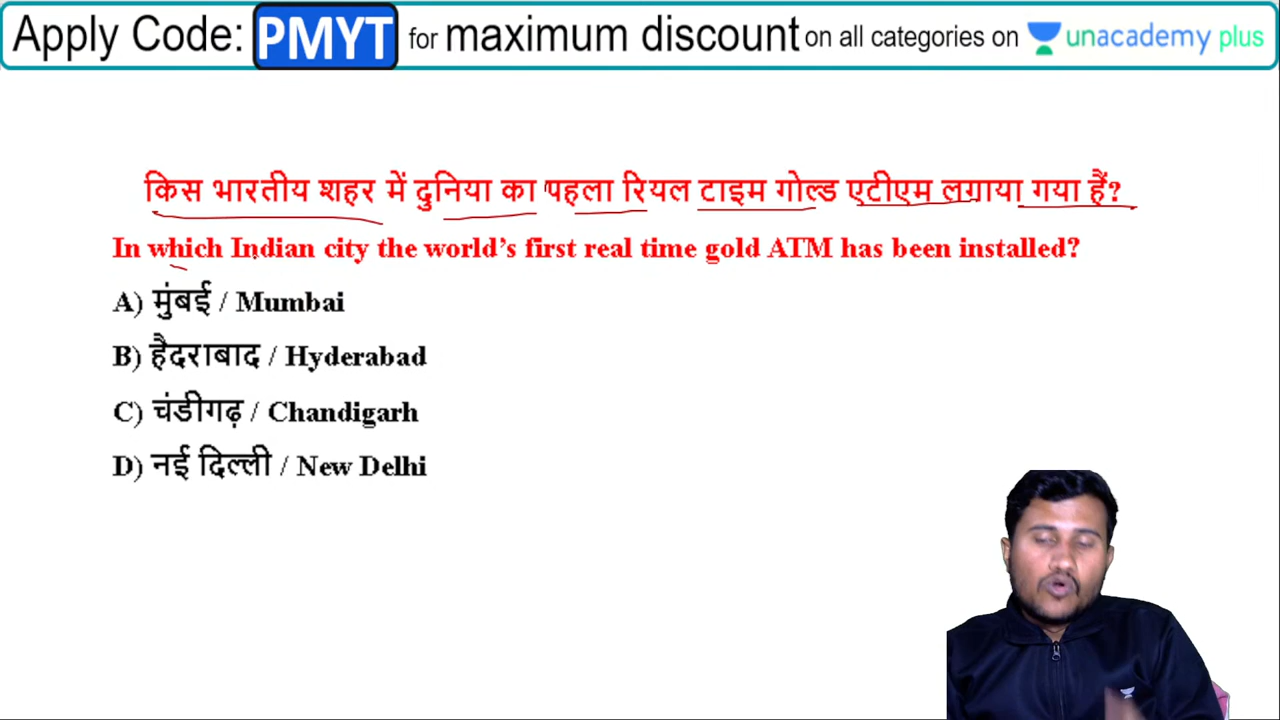 Apply Code: PMYT for maximum discount on all categories on unacademy plus
किस भारतीय शहर में दुनिया का पहला रियल टाइम गोल्ड एटीएम लगाया गया हैं?
In which Indian city the world's first real time gold ATM has been installed?
A) मुंबई / Mumbai
B) हैदराबाद / Hyderabad
C) चंडीगढ़ / Chandigarh
D) नई दिल्ली / New Delhi